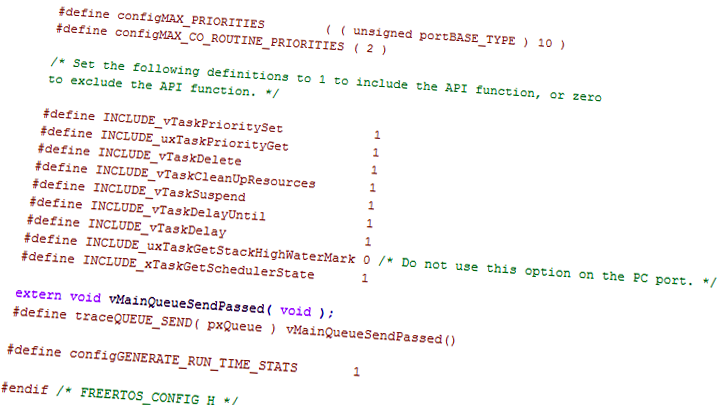 #define configMAX_PRIORITIES ( ( unsigned portBASE_TYPE ) 10 )
#define configMAX_CO_ROUTINE_PRIORITIES ( 2 )
/* Set the following definitions to 1 to include the API function, or zero
to exclude the API function. */
#define INCLUDE_vTaskPrioritySet 1
#define INCLUDE_uxTaskPriorityGet 1
#define INCLUDE_vTaskDelete 1
#define INCLUDE_vTaskCleanUpResources 1
#define INCLUDE_vTaskSuspend 1
#define INCLUDE_vTaskDelayUntil 1
#define INCLUDE_vTaskDelay 1
#define INCLUDE_uxTaskGetStackHighWaterMark 0 /* Do not use this option on the PC port. */
#define INCLUDE_xTaskGetSchedulerState 1
extern void vMainQueueSendPassed( void );
#define traceQUEUE_SEND( pxQueue ) vMainQueueSendPassed()
#define configGENERATE_RUN_TIME_STATS 1
#endif /* FREERTOS_CONFIG_H */